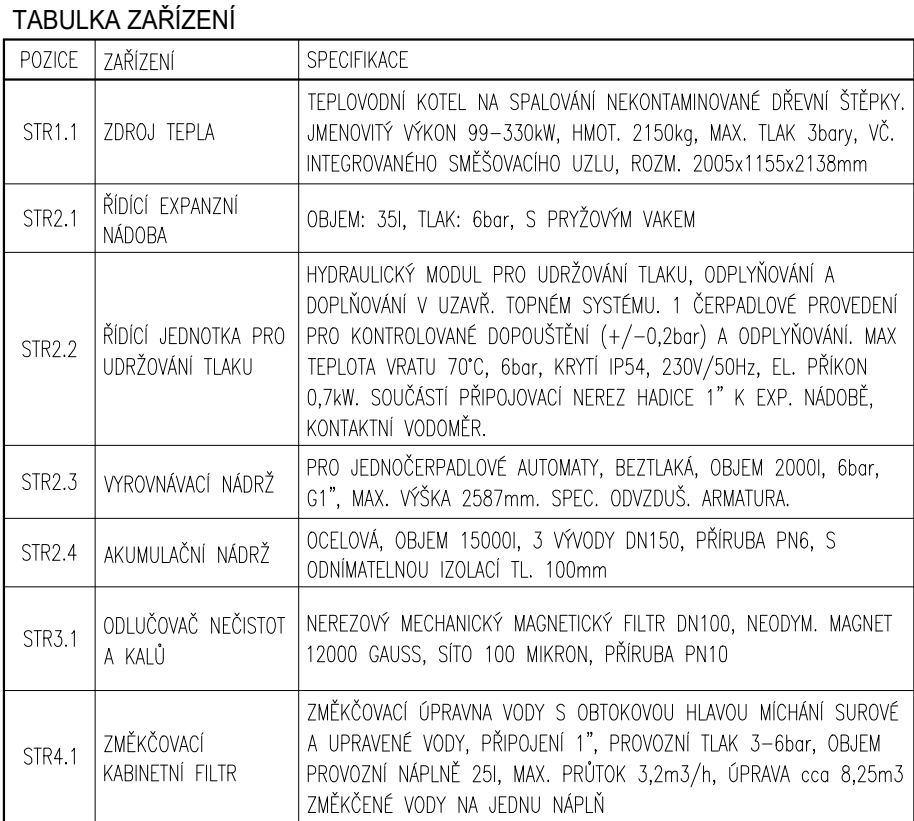 TABULKA ZAŘÍZENÍ
POZICE ZAŘÍZENÍ SPECIFIKACE
STR1.1 ZDROJ TEPLA
TEPLOVODNÍ KOTEL NA SPALOVÁNÍ NEKONTAMINOVANÉ DŘEVNÍ ŠTĚPKY.
JMENOVITÝ VÝKON 99-330kW, HMOT. 2150kg, MAX. TLAK 3bary, VČ.
INTEGROVANÉHO SMĚŠOVACÍHO UZLU, ROZM. 2005x1155x2138mm
STR2.1
ŘÍDÍCÍ EXPANZNÍ
NÁDOBA
OBJEM: 35l, TLAK: 6bar, S PRYŽOVÝM VAKEM
STR2.2
ŘÍDÍCÍ JEDNOTKA PRO
UDRŽOVÁNÍ TLAKU
HYDRAULICKÝ MODUL PRO UDRŽOVÁNÍ TLAKU, ODPLYŇOVÁNÍ A
DOPLŇOVÁNÍ V UZAVŘ. TOPNÉM SYSTÉMU. 1 ČERPADLOVÉ PROVEDENÍ
PRO KONTROLOVANÉ DOPOUŠTĚNÍ (+/-0,2bar) A ODPLYŇOVÁNÍ. MAX
TEPLOTA VRATU 70°C, 6bar, KRYTÍ IP54, 230V/50Hz, EL. PŘÍKON
0,7kW. SOUČÁSTÍ PŘIPOJOVACÍ NEREZ HADICE 1" K EXP. NÁDOBĚ,
KONTAKTNÍ VODOMĚR.
STR2.3 VYROVNÁVACÍ NÁDRŽ
PRO JEDNOČERPADLOVÉ AUTOMATY, BEZTLAKÁ, OBJEM 2000l, 6bar,
G1", MAX. VÝŠKA 2587mm. SPEC. ODVZDUŠ. ARMATURA.
STR2.4 AKUMULAČNÍ NÁDRŽ
OCELOVÁ, OBJEM 15000l, 3 VÝVODY DN150, PŘÍRUBA PN6, S
ODNÍMATELNOU IZOLACÍ TL. 100mm
STR3.1
ODLUČOVAČ NEČISTOT
A KALŮ
NEREZOVÝ MECHANICKÝ MAGNETICKÝ FILTR DN100, NEODYM. MAGNET
12000 GAUSS, SÍTO 100 MIKRON, PŘÍRUBA PN10
STR4.1
ZMĚKČOVACÍ
KABINETNÍ FILTR
ZMĚKČOVACÍ ÚPRAVNA VODY S OBTOKOVOU HLAVOU MÍCHÁNÍ SUROVÉ
A UPRAVENÉ VODY, PŘIPOJENÍ 1", PROVOZNÍ TLAK 3-6bar, OBJEM
PROVOZNÍ NÁPLNĚ 25l, MAX. PRŮTOK 3,2m3/h, ÚPRAVA cca 8,25m3
ZMĚKČENÉ VODY NA JEDNU NÁPLŇ